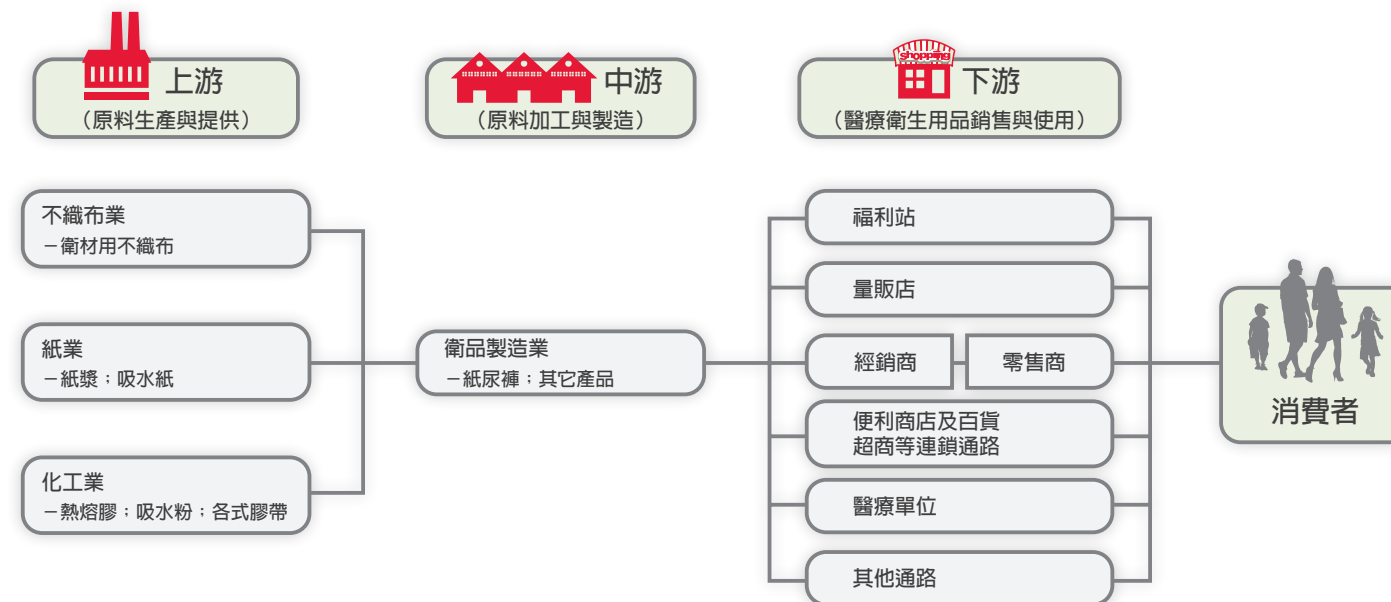 上游
（原料生產與提供）
中游
（原料加工與製造）
shopping
下游
（醫療衛生用品銷售與使用）
不織布業
－衛材用不織布
紙業
－紙漿；吸水紙
化工業
－熱熔膠；吸水粉；各式膠帶
衛品製造業
－紙尿褲；其它產品
福利站
量販店
經銷商
零售商
便利商店及百貨
超商等連鎖通路
醫療單位
其他通路
消費者